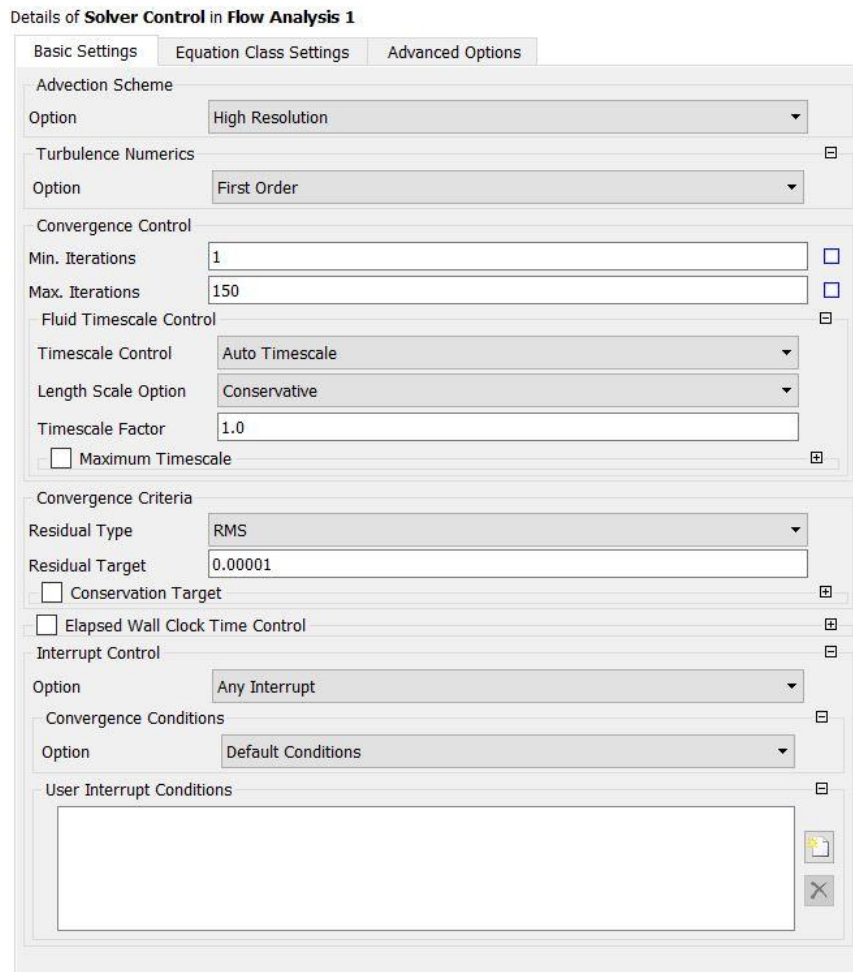 Details of Solver Control in Flow Analysis 1
Basic Settings Equation Class Settings Advanced Options
Advection Scheme
Option High Resolution
Turbulence Numerics
Option First Order
Convergence Control
Min. Iterations 1
Max. Iterations 150
Fluid Timescale Control
Timescale Control Auto Timescale
Length Scale Option Conservative
Timescale Factor 1.0
Maximum Timescale
Convergence Criteria
Residual Type RMS
Residual Target 0.00001
Conservation Target
Elapsed Wall Clock Time Control
Interrupt Control
Option Any Interrupt
Convergence Conditions
Option Default Conditions
User Interrupt Conditions